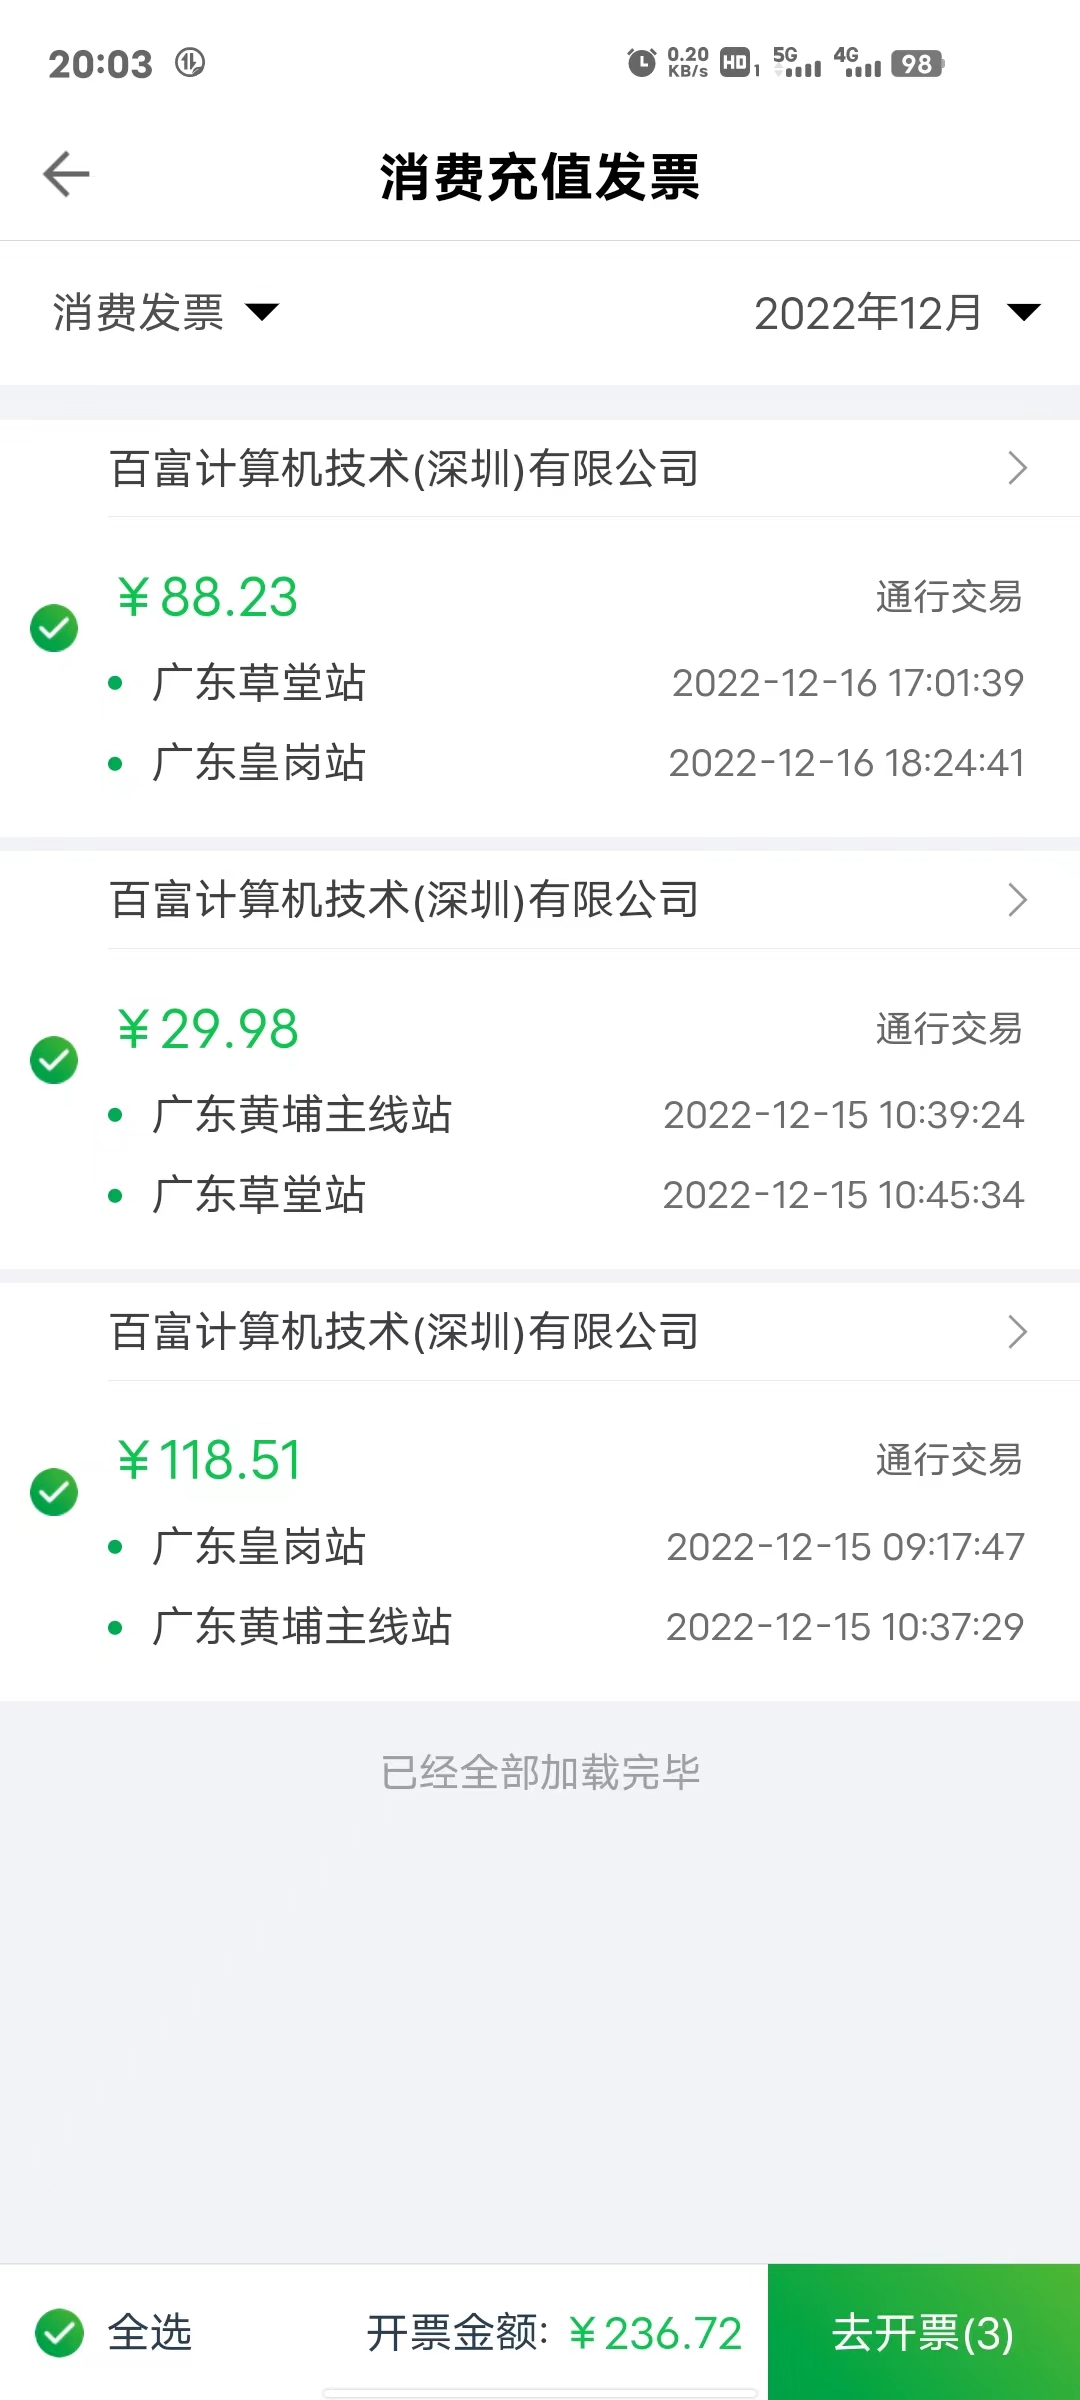 20:03 0.20 KB/s HD 1 5G 4G 98
消费充值发票
消费发票 2022年12月
百富计算机技术(深圳)有限公司
￥88.23 通行交易
广东草堂站 2022-12-16 17:01:39
广东皇岗站 2022-12-16 18:24:41
百富计算机技术(深圳)有限公司
￥29.98 通行交易
广东黄埔主线站 2022-12-15 10:39:24
广东草堂站 2022-12-15 10:45:34
百富计算机技术(深圳)有限公司
￥118.51 通行交易
广东皇岗站 2022-12-15 09:17:47
广东黄埔主线站 2022-12-15 10:37:29
已经全部加载完毕
全选 开票金额: ￥236.72 去开票(3)